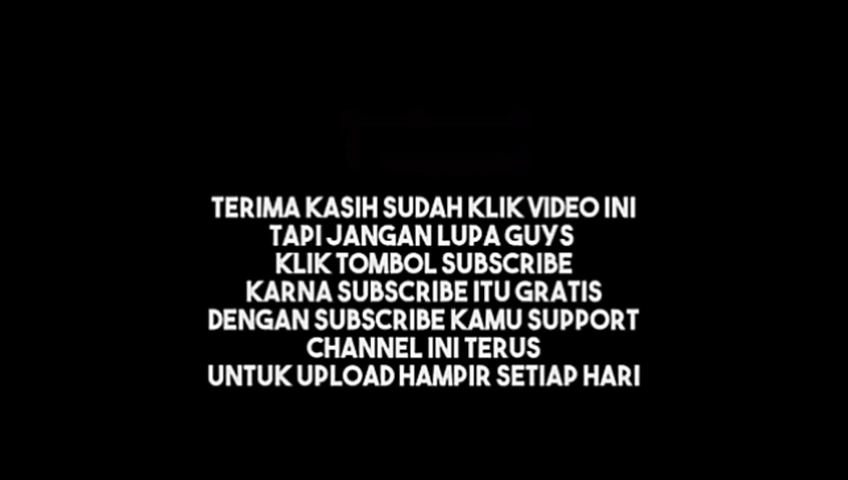 TERIMA KASIH SUDAH KLIK VIDEO INI
TAPI JANGAN LUPA GUYS
KLIK TOMBOL SUBSCRIBE
KARNA SUBSCRIBE ITU GRATIS
DENGAN SUBSCRIBE KAMU SUPPORT
CHANNEL INI TERUS
UNTUK UPLOAD HAMPIR SETIAP HARI